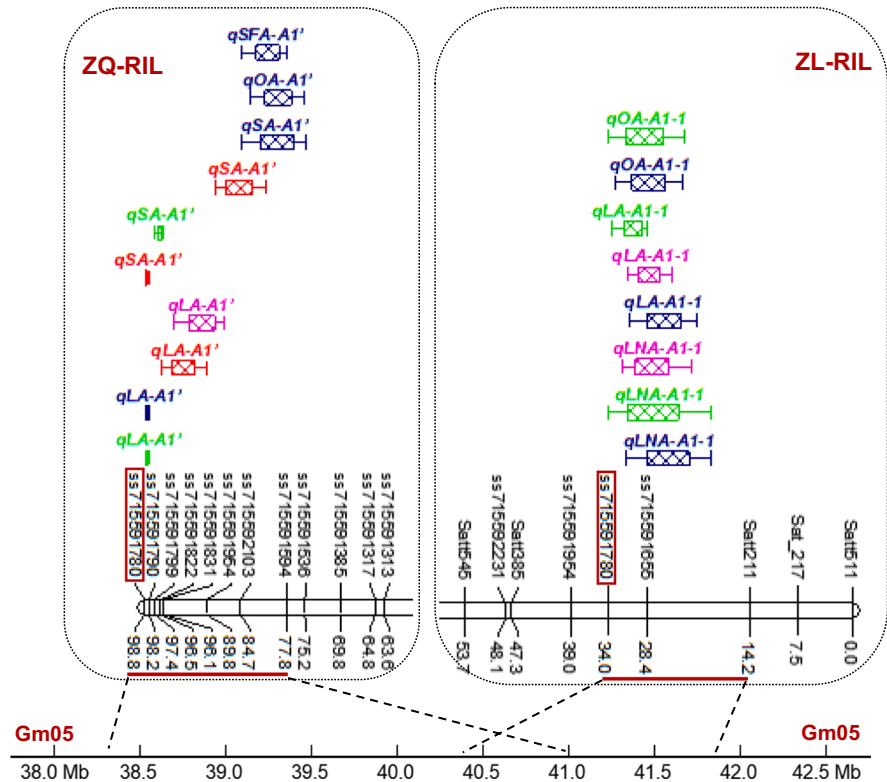 ZQ-RIL
qSFA-A1'
qOA-A1'
qSA-A1'
qSA-A1'
qSA-A1'
qSA-A1'
qLA-A1'
qLA-A1'
qLA-A1'
qLA-A1'
ss715591780
ss715591790
ss715591799
ss715591822
ss715591831
ss715591954
ss715592103
ss715591594
ss715591536
ss715591385
ss715591317
ss715591313
98.8
98.2
97.4
96.5
96.1
89.8
84.7
77.8
75.2
69.8
64.8
63.6
ZL-RIL
qOA-A1-1
qOA-A1-1
qLA-A1-1
qLA-A1-1
qLA-A1-1
qLNA-A1-1
qLNA-A1-1
qLNA-A1-1
Satt545
ss715592231
Satt385
ss715591954
ss715591780
ss715591655
Satt211
Sat_217
Satt511
53.7
48.1
47.3
39.0
34.0
28.4
14.2
7.5
0.0
Gm05
Gm05
38.0 Mb
38.5
39.0
39.5
40.0
40.5
41.0
41.5
42.0
42.5 Mb